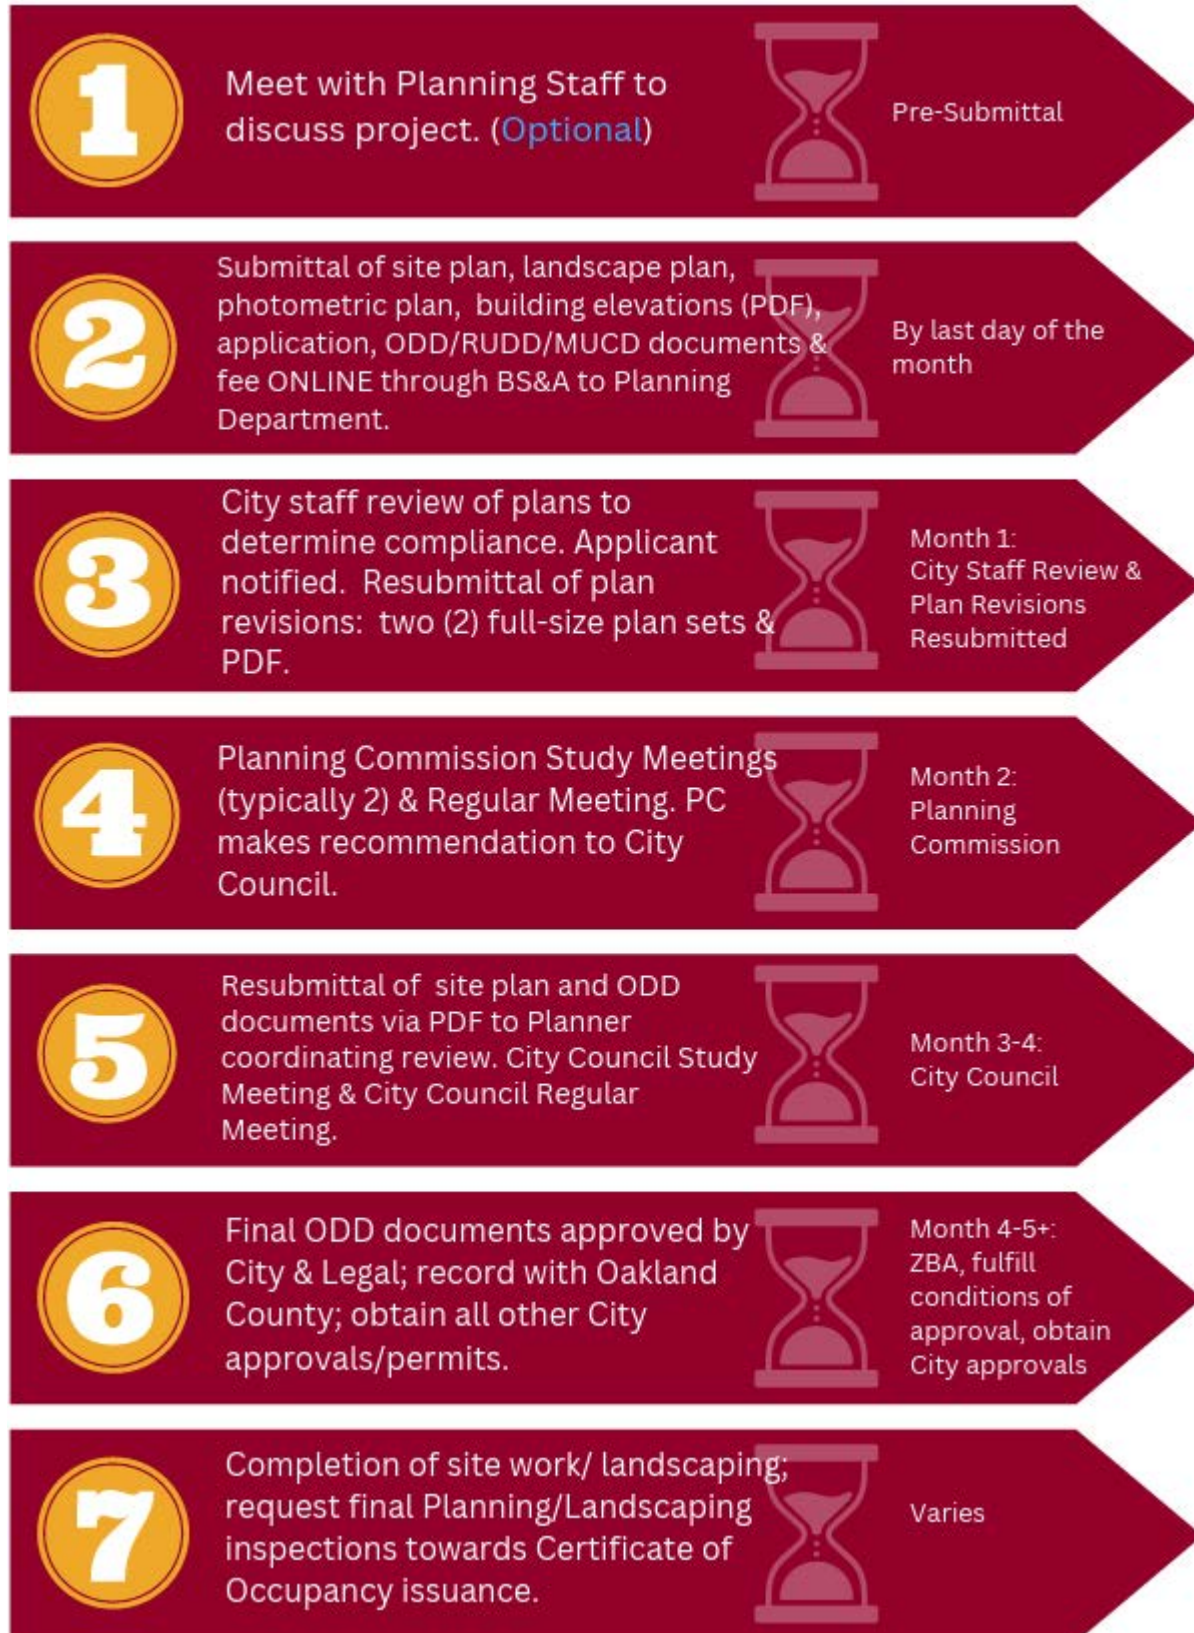 1
Meet with Planning Staff to
discuss project. (Optional)
Pre-Submittal
2
Submittal of site plan, landscape plan,
photometric plan, building elevations (PDF),
application, ODD/RUDD/MUCD documents &
fee ONLINE through BS&A to Planning
Department.
By last day of the
month
3
City staff review of plans to
determine compliance. Applicant
notified. Resubmittal of plan
revisions: two (2) full-size plan sets &
PDF.
Month 1:
City Staff Review &
Plan Revisions
Resubmitted
4
Planning Commission Study Meetings
(typically 2) & Regular Meeting. PC
makes recommendation to City
Council.
Month 2:
Planning
Commission
5
Resubmittal of site plan and ODD
documents via PDF to Planner
coordinating review. City Council Study
Meeting & City Council Regular
Meeting.
Month 3-4:
City Council
6
Final ODD documents approved by
City & Legal; record with Oakland
County; obtain all other City
approvals/permits.
Month 4-5+:
ZBA, fulfill
conditions of
approval, obtain
City approvals
7
Completion of site work/ landscaping;
request final Planning/Landscaping
inspections towards Certificate of
Occupancy issuance.
Varies